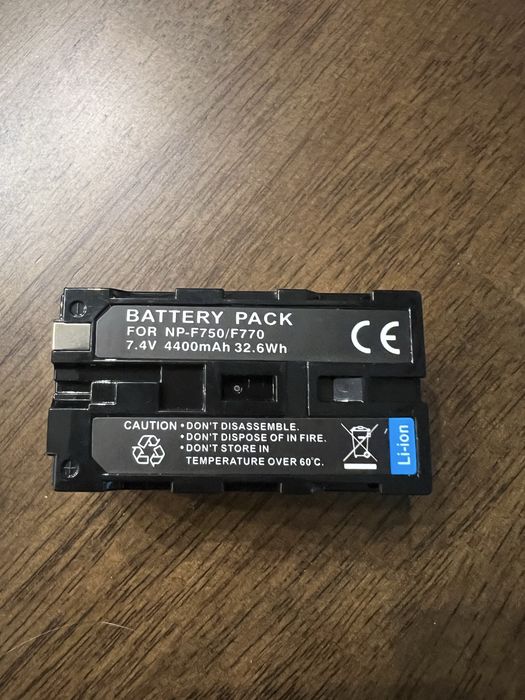 BATTERY PACK
FOR NP-F750/F770
7.4V 4400mAh 32.6Wh
CE
CAUTION •DON'T DISASSEMBLE.
•DON'T DISPOSE OF IN FIRE.
•DON'T STORE IN
TEMPERATURE OVER 60℃.
Li-ion